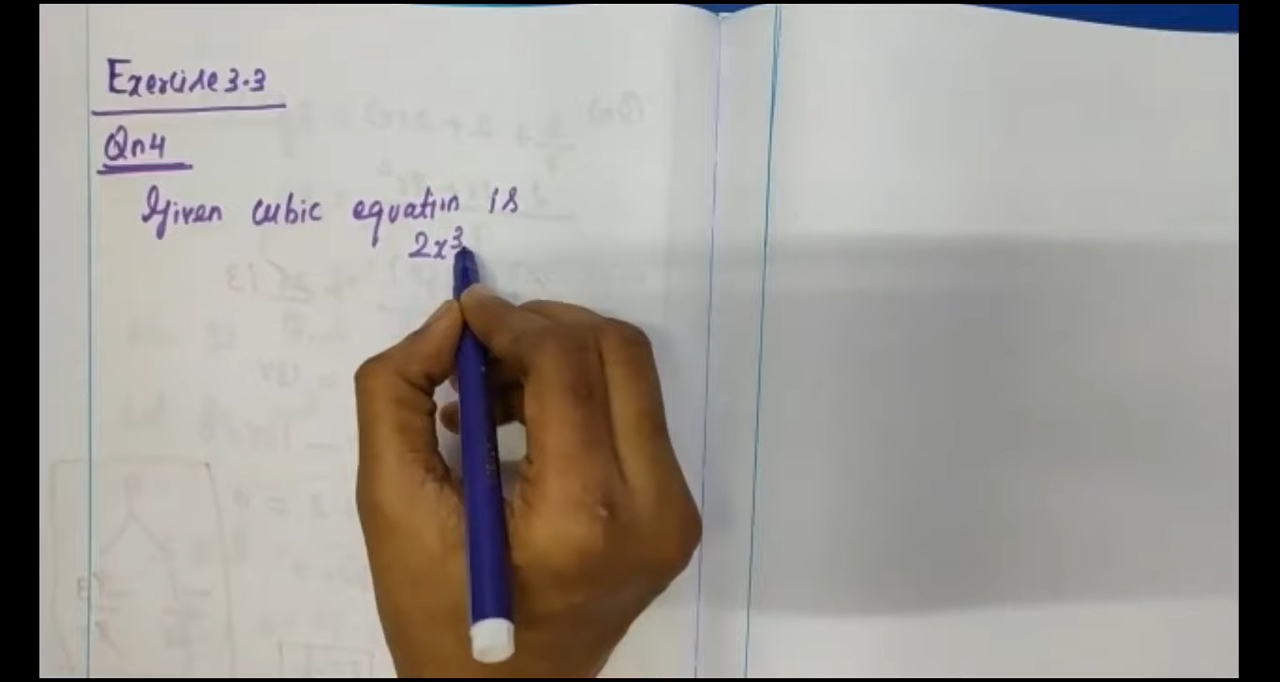 Exercise 3.3
Qn4
Given cubic equation is
2x³